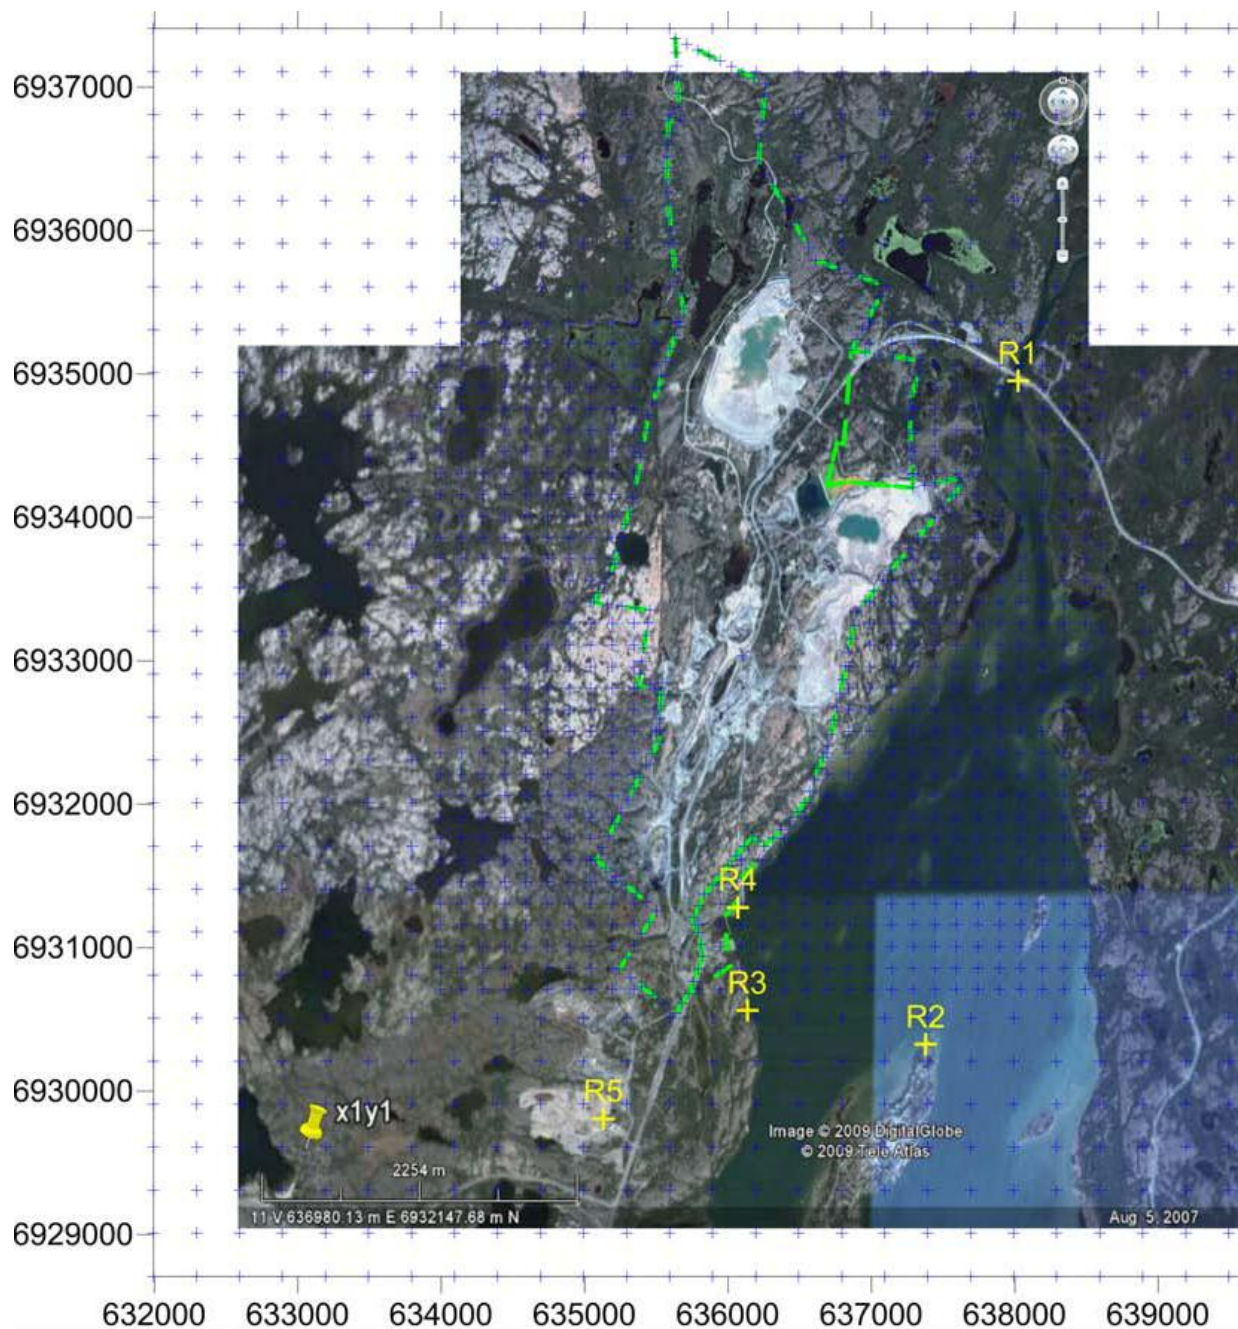 6937000
6936000
6935000
6934000
6933000
6932000
6931000
6930000
6929000
R1
R4
R3
R2
R5
x1y1
Image © 2009 DigitalGlobe
© 2009 Tele Atlas
2254 m
11 V 636980.13 m E 6932147.68 m N
Aug 5, 2007
632000 633000 634000 635000 636000 637000 638000 639000